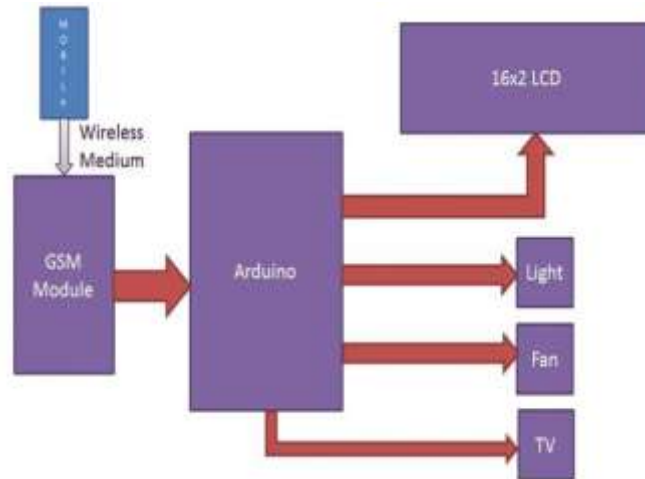 MOBILE
Wireless
Medium
GSM
Module
Arduino
16x2 LCD
Light
Fan
TV